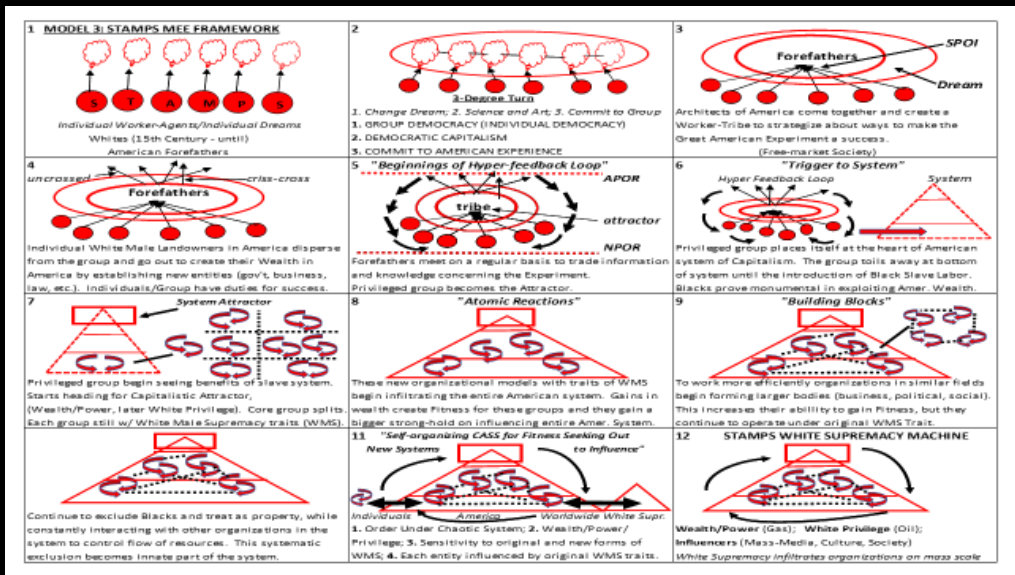 1 MODEL 3: STAMPS MEE FRAMEWORK
S T A M P S
Individual Worker-Agents/Individual Dreams
Whites (15th Century - until)
American Forefathers
2
3-Degree Turn
1. Change Dream; 2. Science and Art; 3. Commit to Group
1. GROUP DEMOCRACY (INDIVIDUAL DEMOCRACY)
2. DEMOCRATIC CAPITALISM
3. COMMIT TO AMERICAN EXPERIENCE
3
Forefathers
SPOI
Dream
Architects of America come together and create a
Worker-Tribe to strategize about ways to make the
Great American Experiment a success.
(Free-market Society)
4
uncrossed
criss-cross
Forefathers
Individual White Male Landowners in America disperse
from the group and go out to create their Wealth in
America by establishing new entities (gov't, business,
law, etc.). Individuals/Group have duties for success.
5 "Beginnings of Hyper-feedback Loop"
APOR
tribe
attractor
NPOR
Forefathers meet on a regular basis to trade information
and knowledge concerning the Experiment.
Privileged group becomes the Attractor.
6 "Trigger to System"
Hyper Feedback Loop
System
Privileged group places itself at the heart of American
system of Capitalism. The group toils away at bottom
of system until the introduction of Black Slave Labor.
Blacks prove monumental in exploiting Amer. Wealth.
7 System Attractor
Privileged group begin seeing benefits of slave system.
Starts heading for Capitalistic Attractor,
(Wealth/Power, later White Privilege). Core group splits.
Each group still w/ White Male Supremacy traits (WMS).
8 "Atomic Reactions"
These new organizational models with traits of WMS
begin infiltrating the entire American system. Gains in
wealth create Fitness for these groups and they gain a
bigger strong-hold on influencing entire Amer. System.
9 "Building Blocks"
To work more efficiently organizations in similar fields
begin forming larger bodies (business, political, social).
This increases their abillity to gain Fitness, but they
continue to operate under original WMS Trait.
Continue to exclude Blacks and treat as property, while
constantly interacting with other organizations in the
system to control flow of resources. This systematic
exclusion becomes innate part of the system.
11 "Self-organizing CASS for Fitness Seeking Out
New Systems to Influence"
Individuals America Worldwide White Supr.
1. Order Under Chaotic System; 2. Wealth/Power/
Privilege; 3. Sensitivity to original and new forms of
WMS; 4. Each entity influenced by original WMS traits.
12 STAMPS WHITE SUPREMACY MACHINE
Wealth/Power (Gas); White Privilege (Oil);
Influencers (Mass-Media, Culture, Society)
White Supremacy infiltrates organizations on mass scale